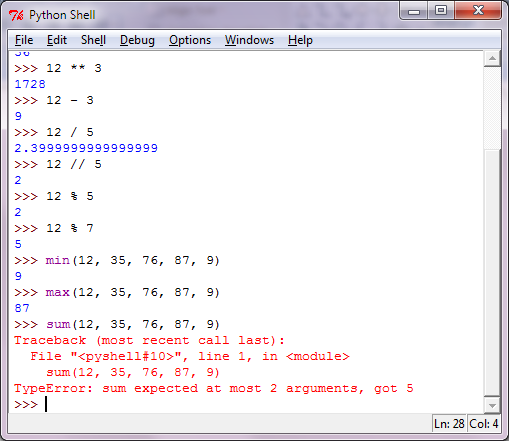 Python Shell
File Edit Shell Debug Options Windows Help
36
>>> 12 ** 3
1728
>>> 12 - 3
9
>>> 12 / 5
2.3999999999999999
>>> 12 // 5
2
>>> 12 % 5
2
>>> 12 % 7
5
>>> min(12, 35, 76, 87, 9)
9
>>> max(12, 35, 76, 87, 9)
87
>>> sum(12, 35, 76, 87, 9)
Traceback (most recent call last):
  File "<pyshell#10>", line 1, in <module>
    sum(12, 35, 76, 87, 9)
TypeError: sum expected at most 2 arguments, got 5
>>>
Ln: 28 Col: 4